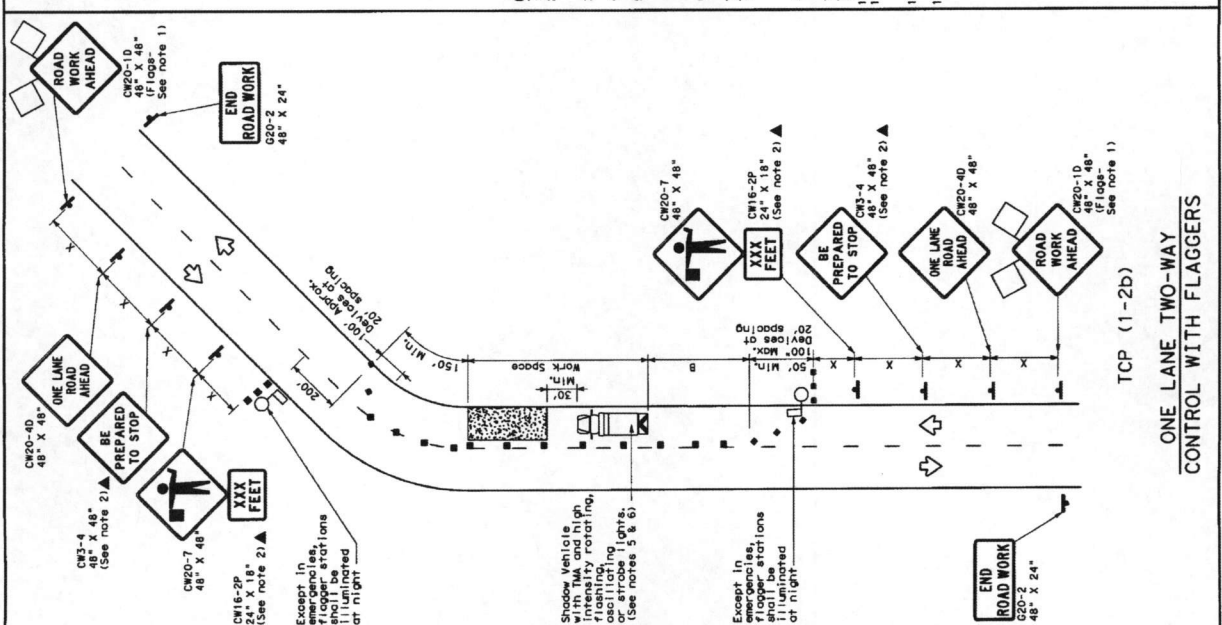 ROAD
WORK
AHEAD
CW20-1D
48" X 48"
(Flags-
See note 1)
END
ROAD WORK
G20-2
48" X 24"
X
X
X
X
ONE LANE
ROAD
AHEAD
CW20-4D
48" X 48"
BE
PREPARED
TO STOP
CW3-4
48" X 48"
(See note 2)▲
CW20-7
48" X 48"
XXX
FEET
CW16-2P
24" X 18"
(See note 2)▲
Except in
emergencies,
flagger stations
shall be
illuminated
at night
200'
100' Approx.
Devices at
20' spacing
Min.
150'
Work Space
Min.
30'
B
Shadow Vehicle
with TMA and high
intensity rotating,
flashing,
oscillating
or strobe lights.
(See notes 5 & 6)
50' Min.
100" Max.
Devices at
20' spacing
Except in
emergencies,
flagger stations
shall be
illuminated
at night
CW20-7
48" X 48"
XXX
FEET
CW16-2P
24" X 18"
(See note 2)▲
BE
PREPARED
TO STOP
CW3-4
48" X 48"
(See note 2)▲
ONE LANE
ROAD
AHEAD
CW20-4D
48" X 48"
ROAD
WORK
AHEAD
CW20-1D
48" X 48"
(Flags-
See note 1)
X
X
X
X
END
ROAD WORK
G20-2
48" X 24"
TCP (1-2b)
ONE LANE TWO-WAY
CONTROL WITH FLAGGERS